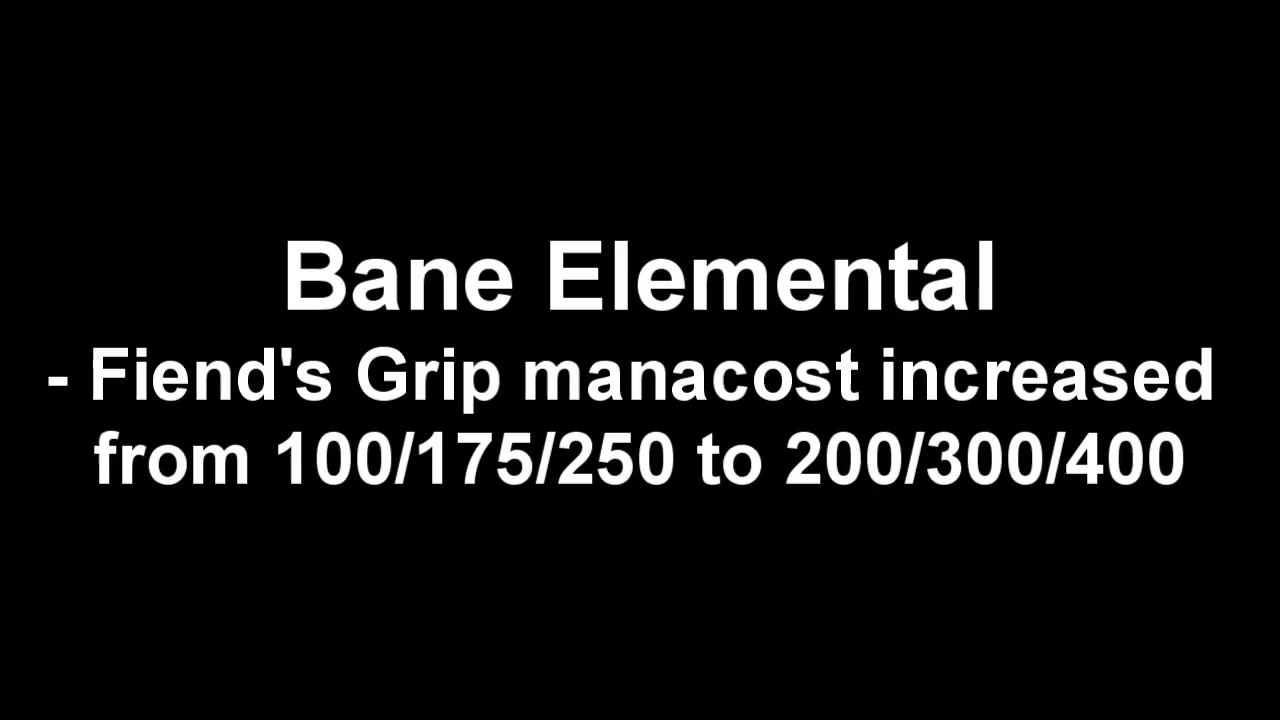 Bane Elemental
- Fiend's Grip manacost increased
from 100/175/250 to 200/300/400